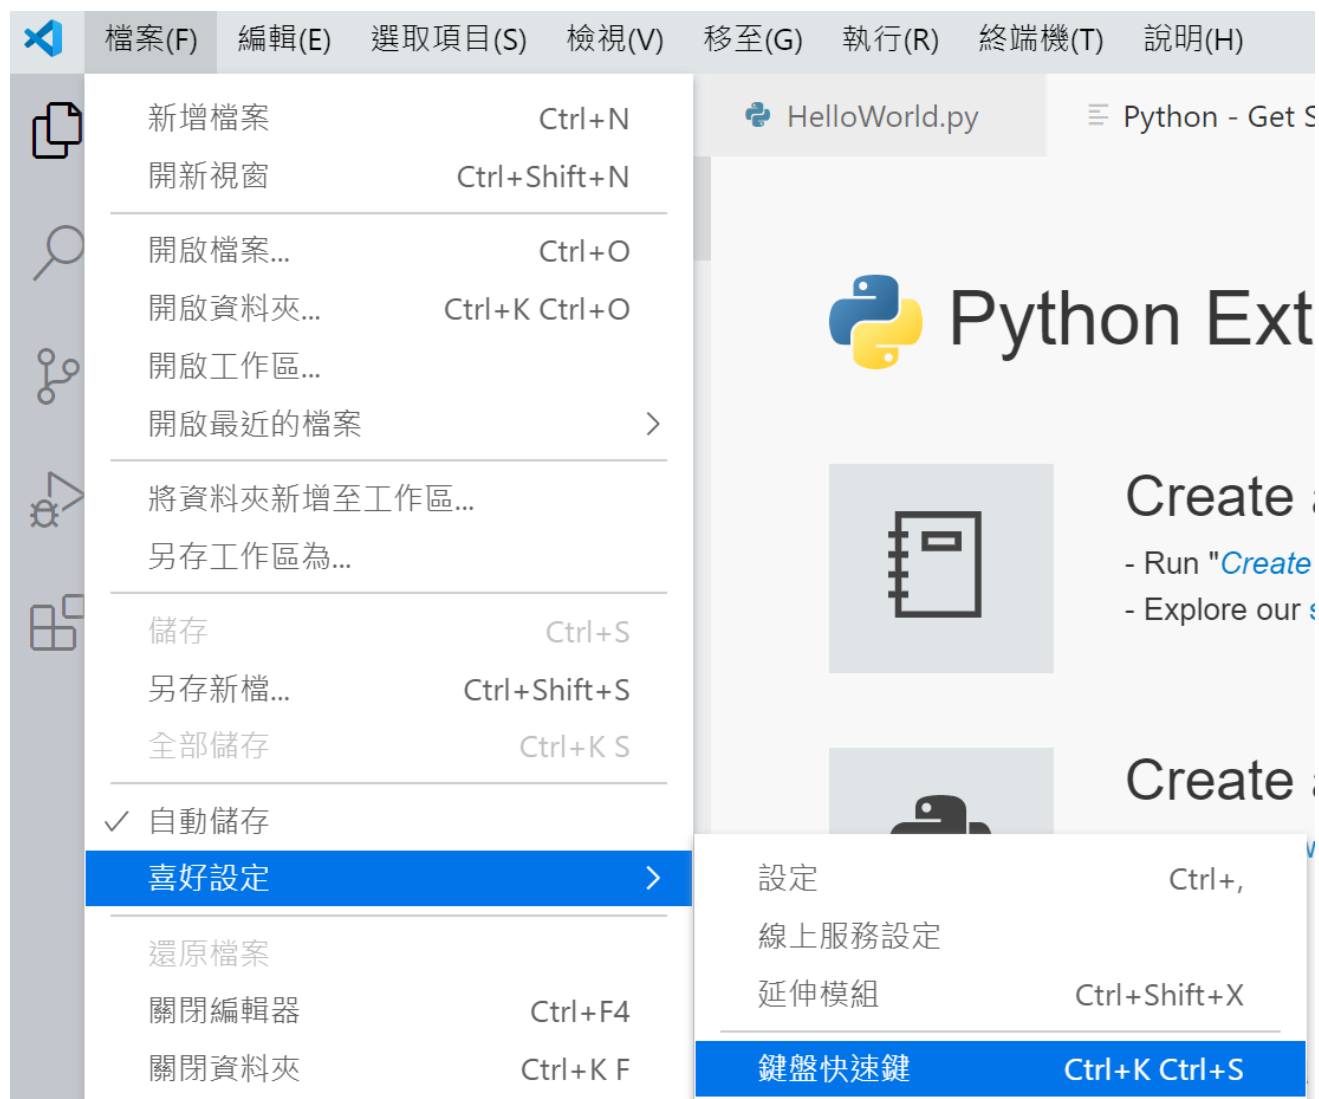 檔案(F) 編輯(E) 選取項目(S) 檢視(V) 移至(G) 執行(R) 終端機(T) 說明(H)
新增檔案 Ctrl+N
開新視窗 Ctrl+Shift+N
開啟檔案... Ctrl+O
開啟資料夾... Ctrl+K Ctrl+O
開啟工作區...
開啟最近的檔案
將資料夾新增至工作區...
另存工作區為...
儲存 Ctrl+S
另存新檔... Ctrl+Shift+S
全部儲存 Ctrl+K S
自動儲存
喜好設定
還原檔案
關閉編輯器 Ctrl+F4
關閉資料夾 Ctrl+K F
HelloWorld.py
Python - Get S
Python Ext
Create
- Run "Create
- Explore our
Create
設定 Ctrl+,
線上服務設定
延伸模組 Ctrl+Shift+X
鍵盤快速鍵 Ctrl+K Ctrl+S